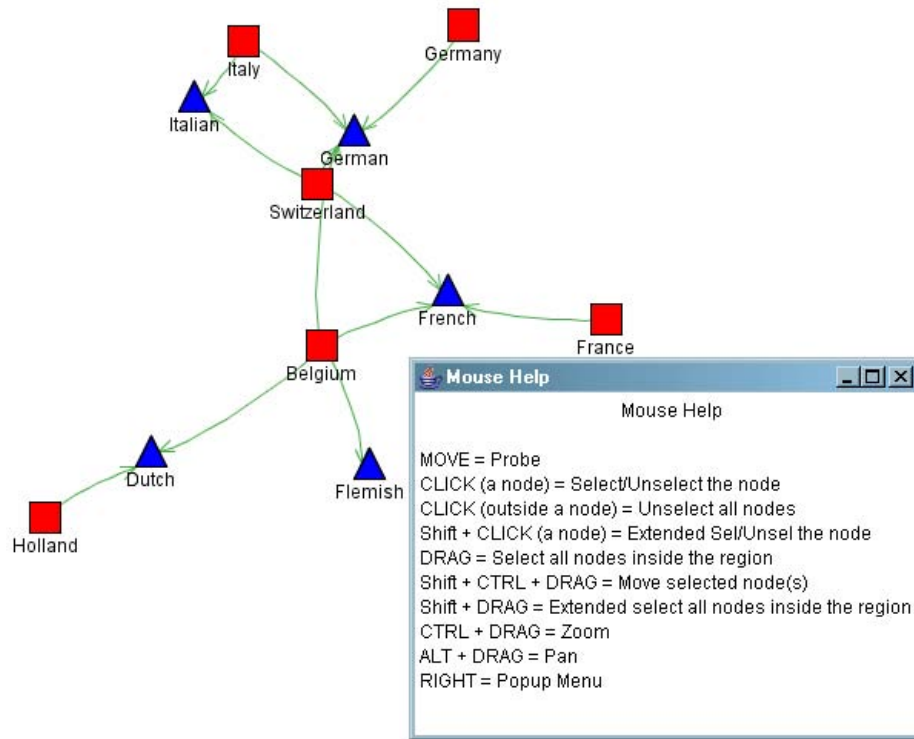 Italy
Germany
Italian
German
Switzerland
French
France
Belgium
Mouse Help
Mouse Help
MOVE = Probe
CLICK (a node) = Select/Unselect the node
CLICK (outside a node) = Unselect all nodes
Shift + CLICK (a node) = Extended Sel/Unsel the node
DRAG = Select all nodes inside the region
Shift + CTRL + DRAG = Move selected node(s)
Shift + DRAG = Extended select all nodes inside the region
CTRL + DRAG = Zoom
ALT + DRAG = Pan
RIGHT = Popup Menu
Dutch
Flemish
Holland